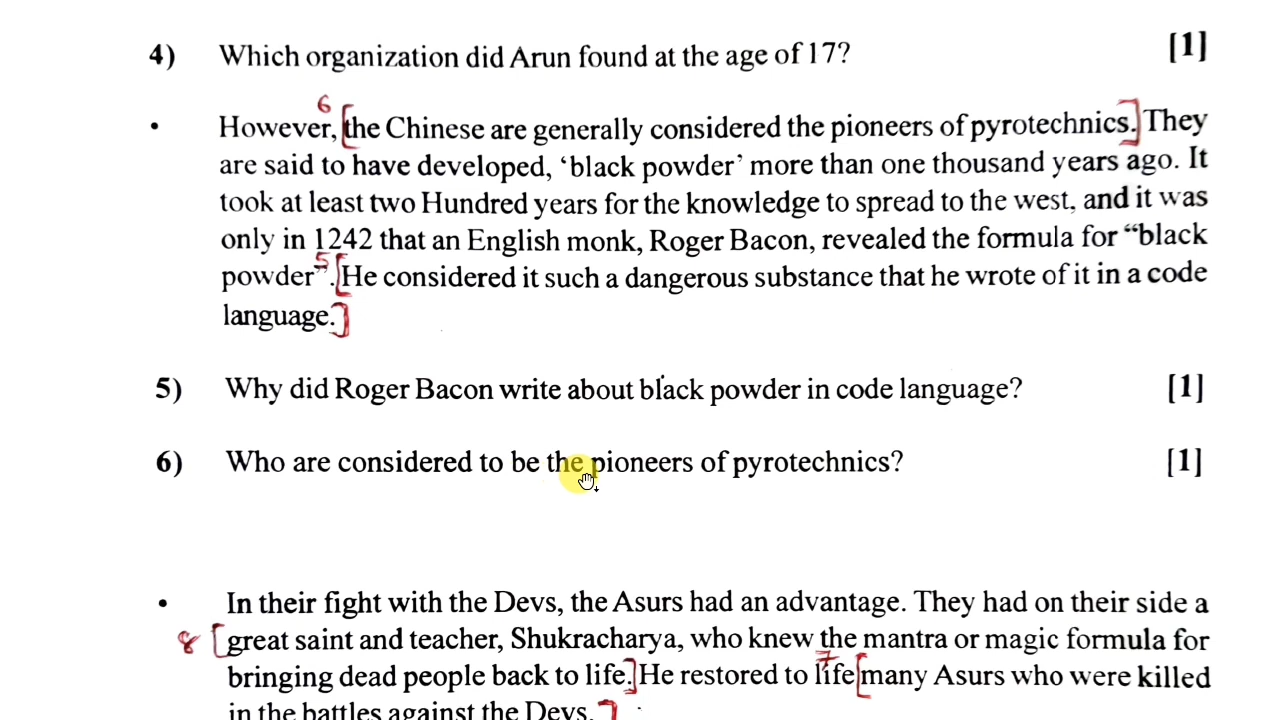 4) Which organization did Arun found at the age of 17? [1]
6
• However, [the Chinese are generally considered the pioneers of pyrotechnics.] They
are said to have developed, ‘black powder’ more than one thousand years ago. It
took at least two Hundred years for the knowledge to spread to the west, and it was
only in 1242 that an English monk, Roger Bacon, revealed the formula for “black
5
powder”. [He considered it such a dangerous substance that he wrote of it in a code
language.]
5) Why did Roger Bacon write about black powder in code language? [1]
6) Who are considered to be the pioneers of pyrotechnics? [1]
• In their fight with the Devs, the Asurs had an advantage. They had on their side a
8 [great saint and teacher, Shukracharya, who knew the mantra or magic formula for
7
bringing dead people back to life.] He restored to life [many Asurs who were killed
in the battles against the Devs.]